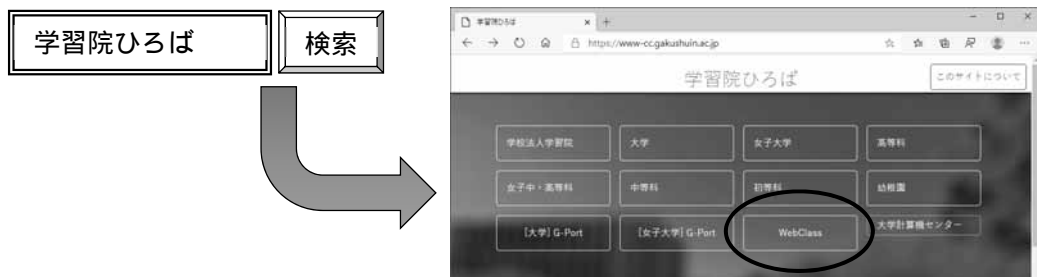 学習院ひろば 検索
学習院ひろば
https://www-cc.gakushuin.ac.jp
学習院ひろば このサイトについて
学校法人学習院 大学 女子大学 高等科
女子中・高等科 中等科 初等科 幼稚園
[大学] G-Port [女子大学] G-Port WebClass 大学計算機センター